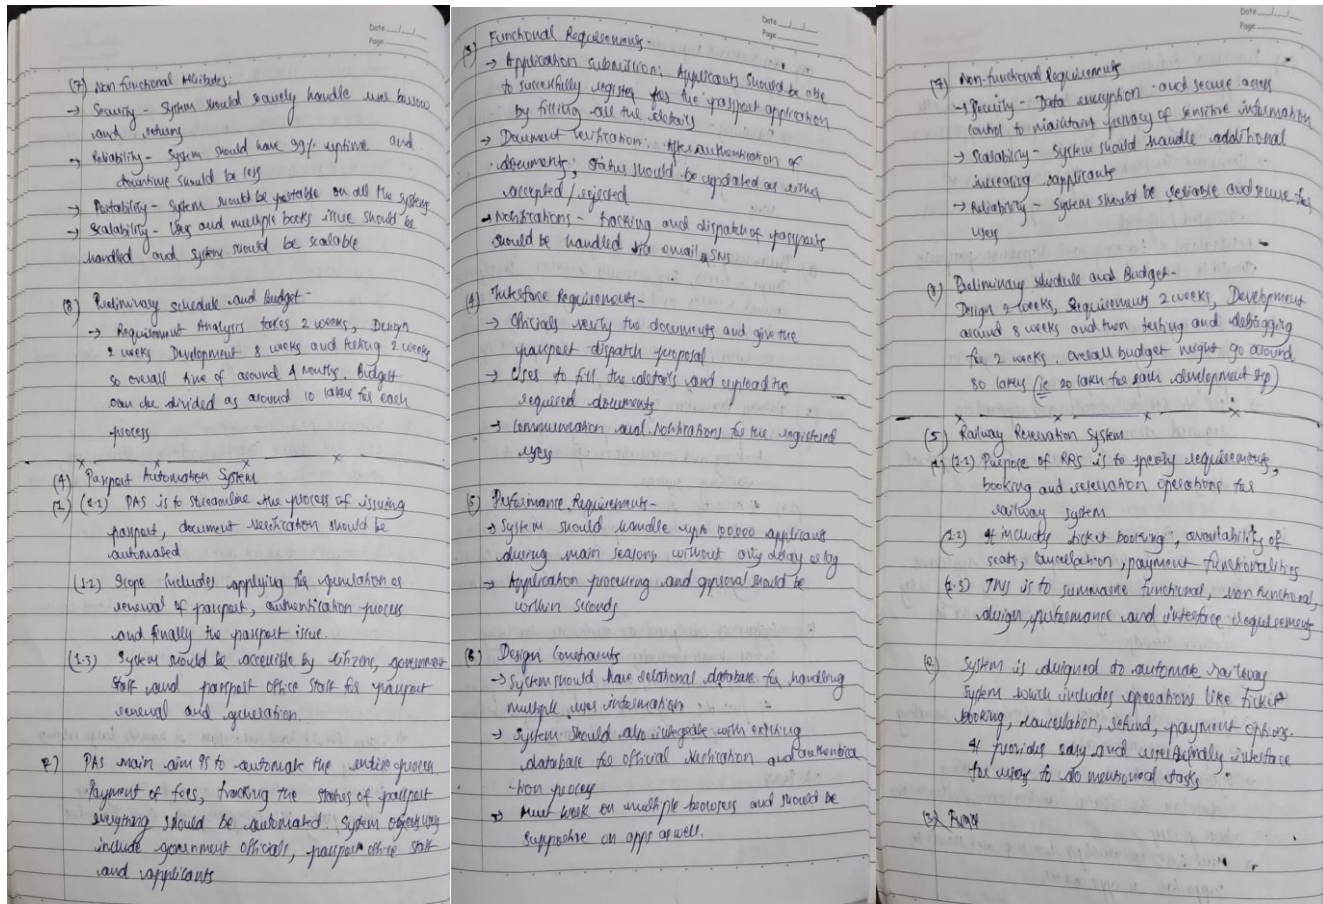 Date
Page
(7) Non functional Attributes:
→ Security - System should securely handle user borrow
and returns
→ Reliability - System should have 99% uptime and
downtime should be less
→ Portability - System should be portable on all the systems
→ Scalability - User and multiple books issue should be
handled and system should be scalable
(8) Preliminary schedule and Budget -
→ Requirement Analysis takes 2 weeks, Design
2 weeks Development 8 weeks and testing 2 weeks
so overall time of around 4 months. Budget
can be divided as around 10 lakhs for each
process
(4) Passport Automation System
(1) (1.1) PAS is to streamline the process of issuing
passport, document verification should be
automated
(1.2) Scope includes applying for generation or
renewal of passport, authentication process
and finally the passport issue.
(1.3) System should be accessible by citizens, government
staff and passport office staff for passport
renewal and generation.
2) PAS main aim is to automate the entire process
Payment of fees, tracking the status of passport
everything should be automated. System objects
include government officials, passport office staff
and applicants
Date
Page
(3) Functional Requirements -
→ Application submission: Applicants should be able
to successfully register for the passport application
by filling all the details
→ Document Verification: After authentication of
documents, status should be updated as either
accepted / rejected
→ Notifications - tracking and dispatch of passports
should be handled via email, SMS
(4) Interface Requirements -
→ Officials verify the documents and give the
passport dispatch proposal
→ User to fill the details and upload the
required documents
→ Communication and Notifications for the registered
users
(5) Performance Requirements -
→ System should handle upto 100,000 applicants
during main seasons without any delay or lag
→ Application processing and approval should be
within seconds
(6) Design Constraints
→ System should have relational database for handling
multiple user information
→ System should also integrate with existing
database for official verification and authentica
-tion process
→ Must work on multiple browsers and should be
supportive on apps as well.
Date
Page
(7) Non-functional Requirements
→ Security - Data encryption and secure access
control to maintain privacy of sensitive information
→ Scalability - System should handle additional
increasing applicants
→ Reliability - System should be reliable and secure for
users
Preliminary schedule and Budget -
Design 2 weeks, Requirements 2 weeks, Development
around 8 weeks and then testing and debugging
for 2 weeks. Overall budget might go around
80 lakhs (ie 20 lakh for each development step)
(5) Railway Reservation System
(1) (1.1) Purpose of RRS is to specify requirements,
booking and reservation operations for
railway system
(1.2) It includes ticket booking, availability of
seats, cancellation, payment functionalities
(1.3) This is to summarise functional, non functional,
design, performance and interface requirements
(2) System is designed to automate railway
system which includes operations like ticket
booking, cancellation, refund, payment options.
It provides easy and userfriendly interface
for users to do mentioned tasks
(3)